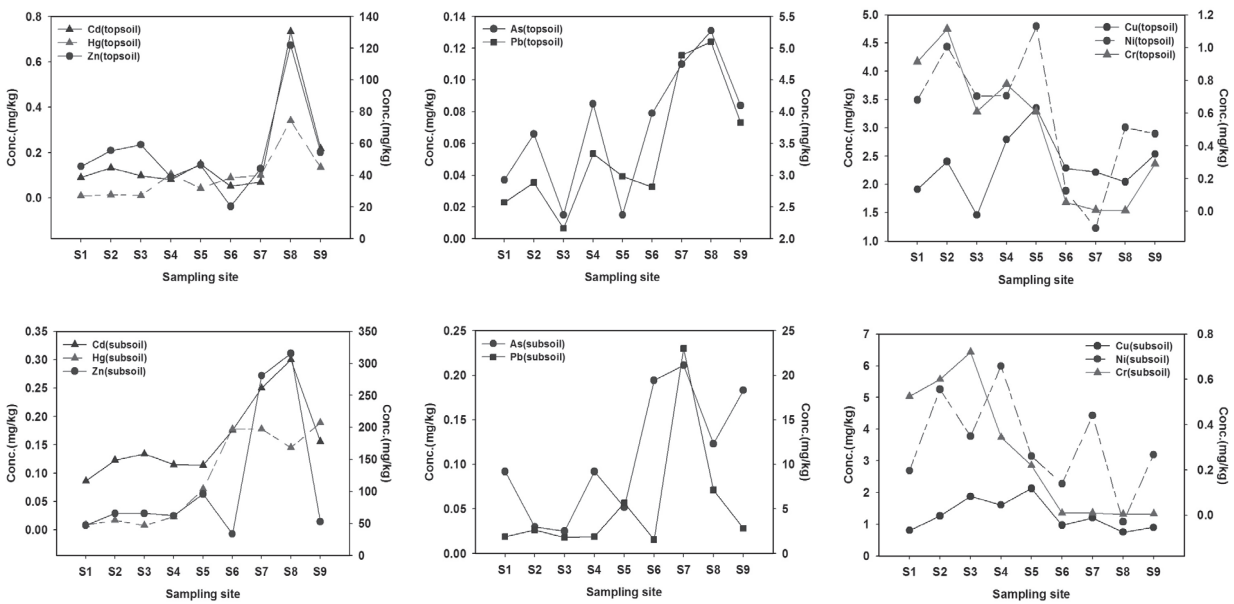 Cd(topsoil)
Hg(topsoil)
Zn(topsoil)
0.8
0.6
0.4
0.2
0.0
Conc.(mg/kg)
140
120
100
80
60
40
20
0
Conc.(mg/kg)
S1 S2 S3 S4 S5 S6 S7 S8 S9
Sampling site
As(topsoil)
Pb(topsoil)
0.14
0.12
0.10
0.08
0.06
0.04
0.02
0.00
Conc.(mg/kg)
5.5
5.0
4.5
4.0
3.5
3.0
2.5
2.0
Conc.(mg/kg)
S1 S2 S3 S4 S5 S6 S7 S8 S9
Sampling site
Cu(topsoil)
Ni(topsoil)
Cr(topsoil)
5.0
4.5
4.0
3.5
3.0
2.5
2.0
1.5
1.0
Conc.(mg/kg)
1.2
1.0
0.8
0.6
0.4
0.2
0.0
Conc.(mg/kg)
S1 S2 S3 S4 S5 S6 S7 S8 S9
Sampling site
Cd(subsoil)
Hg(subsoil)
Zn(subsoil)
0.35
0.30
0.25
0.20
0.15
0.10
0.05
0.00
Conc.(mg/kg)
350
300
250
200
150
100
50
0
Conc.(mg/kg)
S1 S2 S3 S4 S5 S6 S7 S8 S9
Sampling site
As(subsoil)
Pb(subsoil)
0.25
0.20
0.15
0.10
0.05
0.00
Conc.(mg/kg)
25
20
15
10
5
0
Conc.(mg/kg)
S1 S2 S3 S4 S5 S6 S7 S8 S9
Sampling site
Cu(subsoil)
Ni(subsoil)
Cr(subsoil)
7
6
5
4
3
2
1
0
Conc.(mg/kg)
0.8
0.6
0.4
0.2
0.0
Conc.(mg/kg)
S1 S2 S3 S4 S5 S6 S7 S8 S9
Sampling site